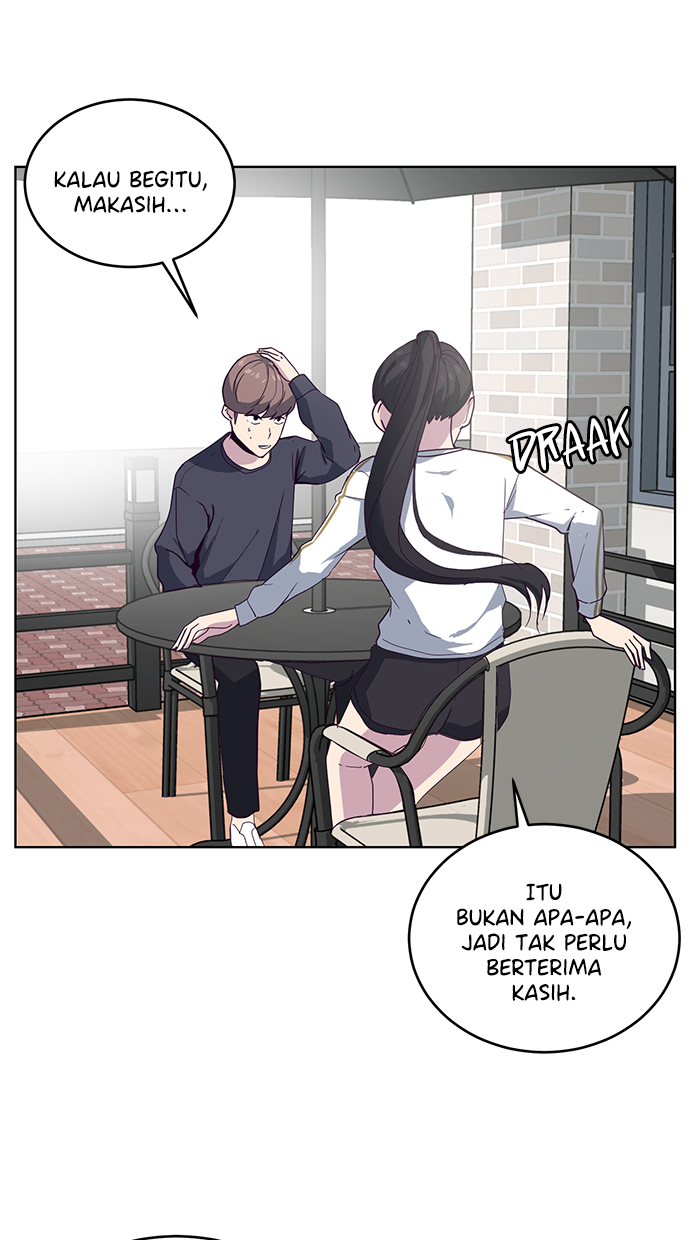 KALAU BEGITU,
MAKASIH...
DRAAK
ITU
BUKAN APA-APA,
JADI TAK PERLU
BERTERIMA
KASIH.